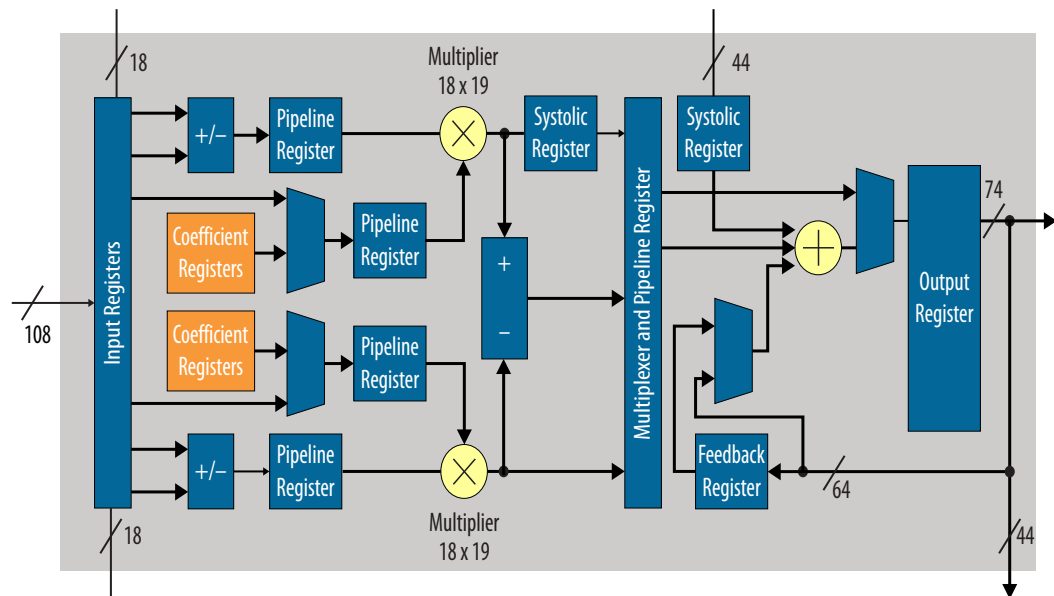 18
44
Multiplier
18 x 19
+/–
Pipeline
Register
Systolic
Register
Systolic
Register
74
Coefficient
Registers
Pipeline
Register
+
–
Output
Register
108
Input Registers
Coefficient
Registers
Pipeline
Register
Multiplexer and Pipeline Register
+/–
Pipeline
Register
Feedback
Register
64
Multiplier
18 x 19
18
44